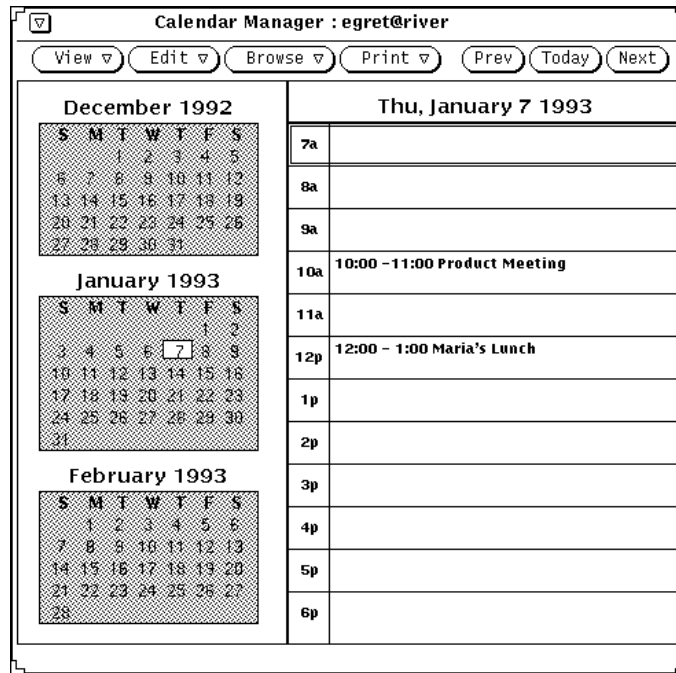 Calendar Manager : egret@river
View Edit Browse Print Prev Today Next
December 1992
S M T W T F S
1 2 3 4 5
6 7 8 9 10 11 12
13 14 15 16 17 18 19
20 21 22 23 24 25 26
27 28 29 30 31
January 1993
S M T W T F S
1 2
3 4 5 6 7 8 9
10 11 12 13 14 15 16
17 18 19 20 21 22 23
24 25 26 27 28 29 30
31
February 1993
S M T W T F S
1 2 3 4 5 6
7 8 9 10 11 12 13
14 15 16 17 18 19 20
21 22 23 24 25 26 27
28
Thu, January 7 1993
7a
8a
9a
10a 10:00 -11:00 Product Meeting
11a
12p 12:00 - 1:00 Maria's Lunch
1p
2p
3p
4p
5p
6p